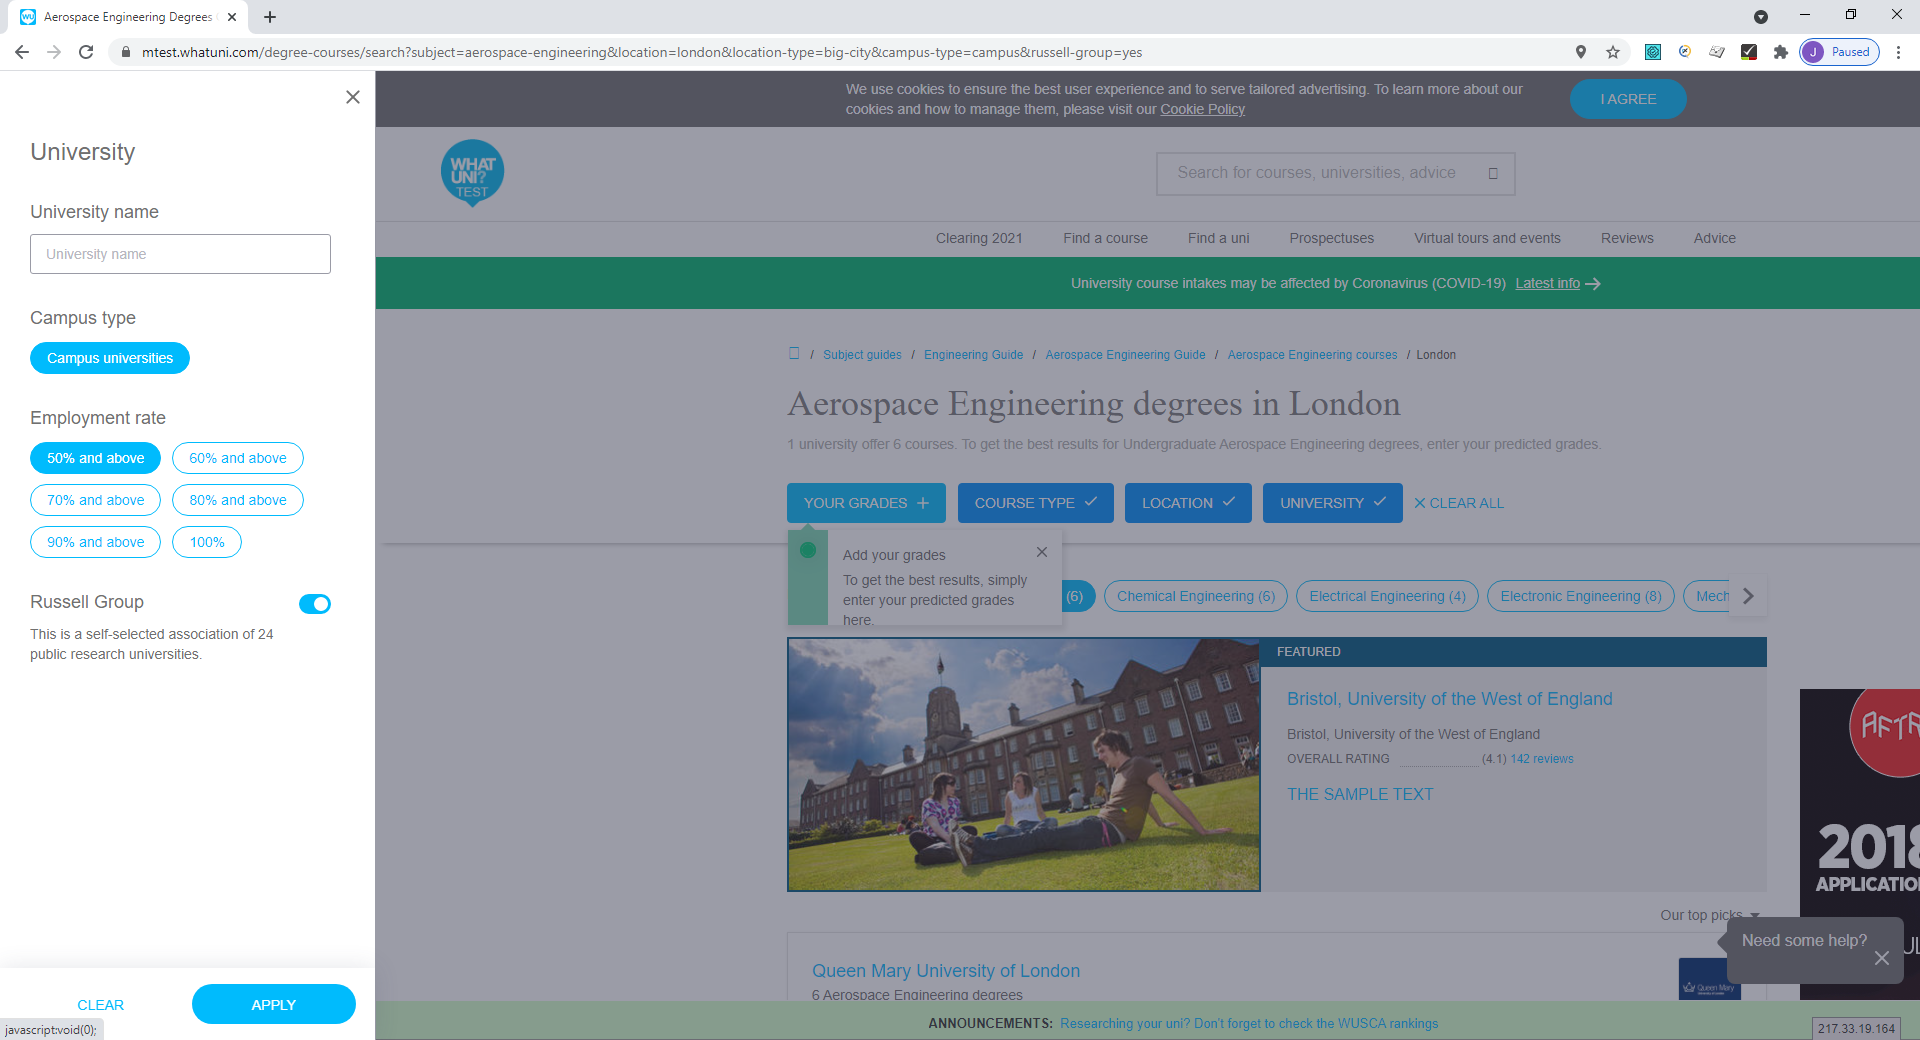 Aerospace Engineering Degrees
mtest.whatuni.com/degree-courses/search?subject=aerospace-engineering&location=london&location-type=big-city&campus-type=campus&russell-group=yes
J Paused
University
University name
University name
Campus type
Campus universities
Employment rate
50% and above
60% and above
70% and above
80% and above
90% and above
100%
Russell Group
This is a self-selected association of 24
public research universities.
CLEAR
APPLY
javascript:void(0);
We use cookies to ensure the best user experience and to serve tailored advertising. To learn more about our
cookies and how to manage them, please visit our Cookie Policy
I AGREE
WHAT
UNI?
TEST
Search for courses, universities, advice
Clearing 2021 Find a course Find a uni Prospectuses Virtual tours and events Reviews Advice
University course intakes may be affected by Coronavirus (COVID-19) Latest info
/ Subject guides / Engineering Guide / Aerospace Engineering Guide / Aerospace Engineering courses / London
Aerospace Engineering degrees in London
1 university offer 6 courses. To get the best results for Undergraduate Aerospace Engineering degrees, enter your predicted grades.
YOUR GRADES
COURSE TYPE
LOCATION
UNIVERSITY
CLEAR ALL
Add your grades
To get the best results, simply
enter your predicted grades
here.
(6)
Chemical Engineering (6)
Electrical Engineering (4)
Electronic Engineering (8)
Mech
FEATURED
Bristol, University of the West of England
Bristol, University of the West of England
OVERALL RATING (4.1) 142 reviews
THE SAMPLE TEXT
AFTR
2018
APPLICATION
UL
Our top picks
Need some help?
Queen Mary University of London
6 Aerospace Engineering degrees
Queen Mary
ANNOUNCEMENTS: Researching your uni? Don't forget to check the WUSCA rankings
217.33.19.164